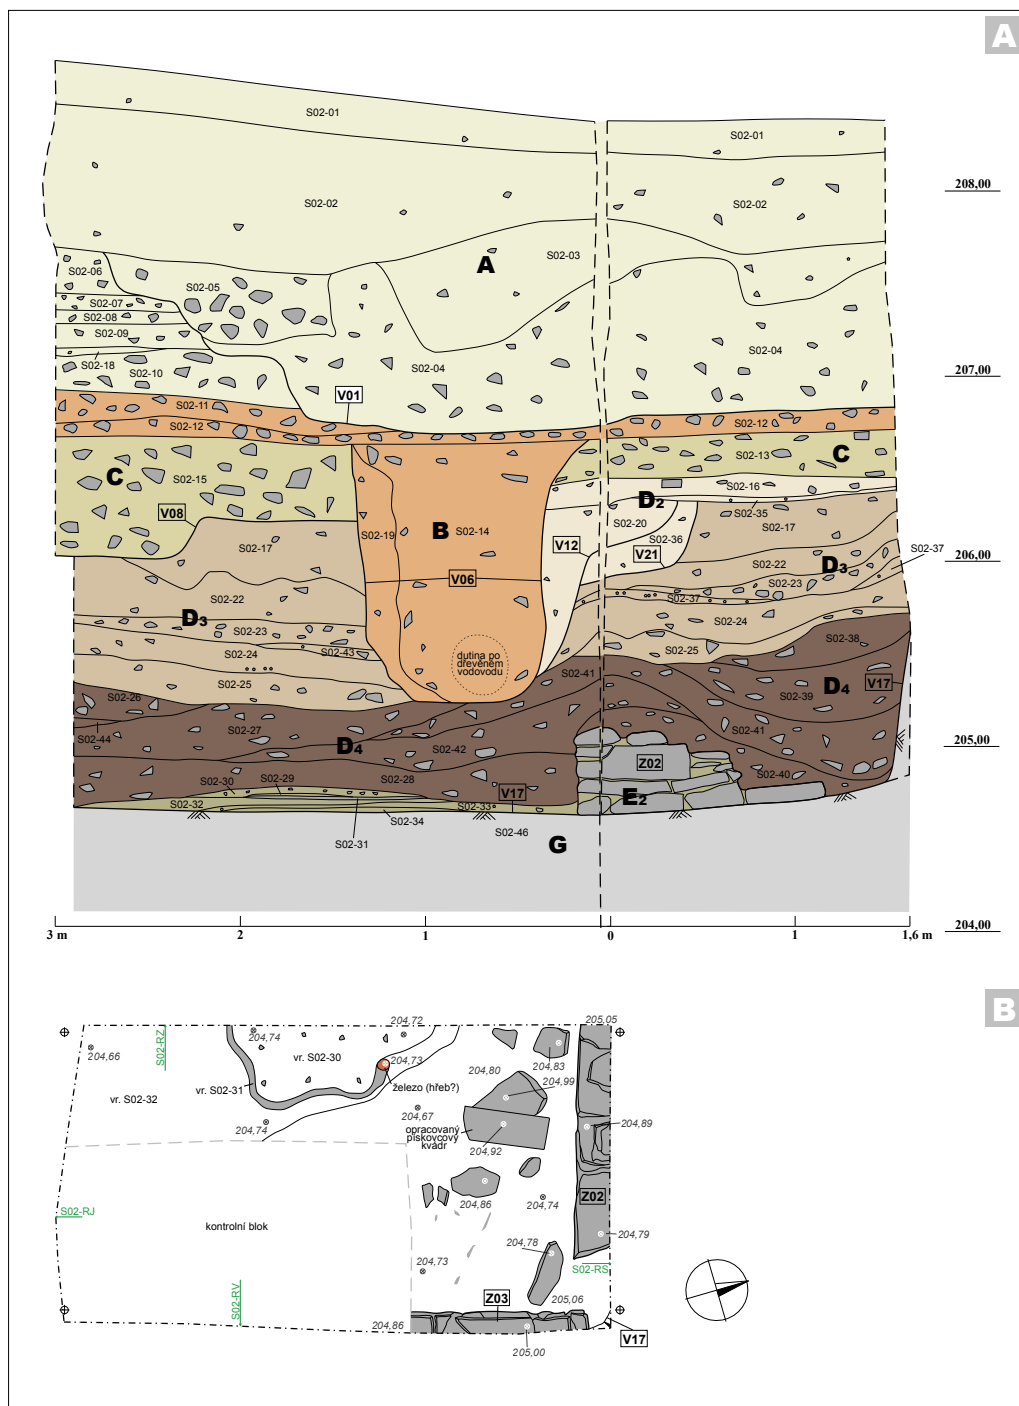 A
S02-01
S02-01
208,00
S02-02
S02-02
S02-03
A
S02-06
S02-05
S02-07
S02-08
S02-09
S02-04
S02-04
S02-18
S02-10
207,00
V01
S02-11
S02-12
S02-12
C
S02-15
S02-13
C
S02-16
D2
S02-35
V08
S02-19
B
S02-14
S02-20
S02-17
S02-36
S02-17
V12
V21
S02-37
206,00
S02-22
D3
V06
S02-23
S02-37
S02-22
D3
S02-24
S02-23
S02-38
S02-43
S02-24
dutina po
dřevěném
vodovodu
S02-25
S02-25
S02-41
V17
S02-26
D4
S02-39
S02-27
S02-41
S02-44
D4
S02-42
205,00
Z02
S02-40
S02-29
S02-28
S02-30
V17
E2
S02-32
S02-33
S02-34
S02-46
S02-31
G
3 m
2
1
0
1
1,6 m
204,00
B
204,72
205,05
S02-RZ
204,74
204,66
vr. S02-30
204,73
204,83
204,80
204,99
vr. S02-31
železo (hřeb?)
vr. S02-32
204,67
204,89
204,74
opracovaný
pískovcový
kvádr
204,92
Z02
204,86
204,74
S02-RJ
kontrolní blok
204,79
204,78
204,73
S02-RS
S02-RV
Z03
205,06
204,86
V17
205,00